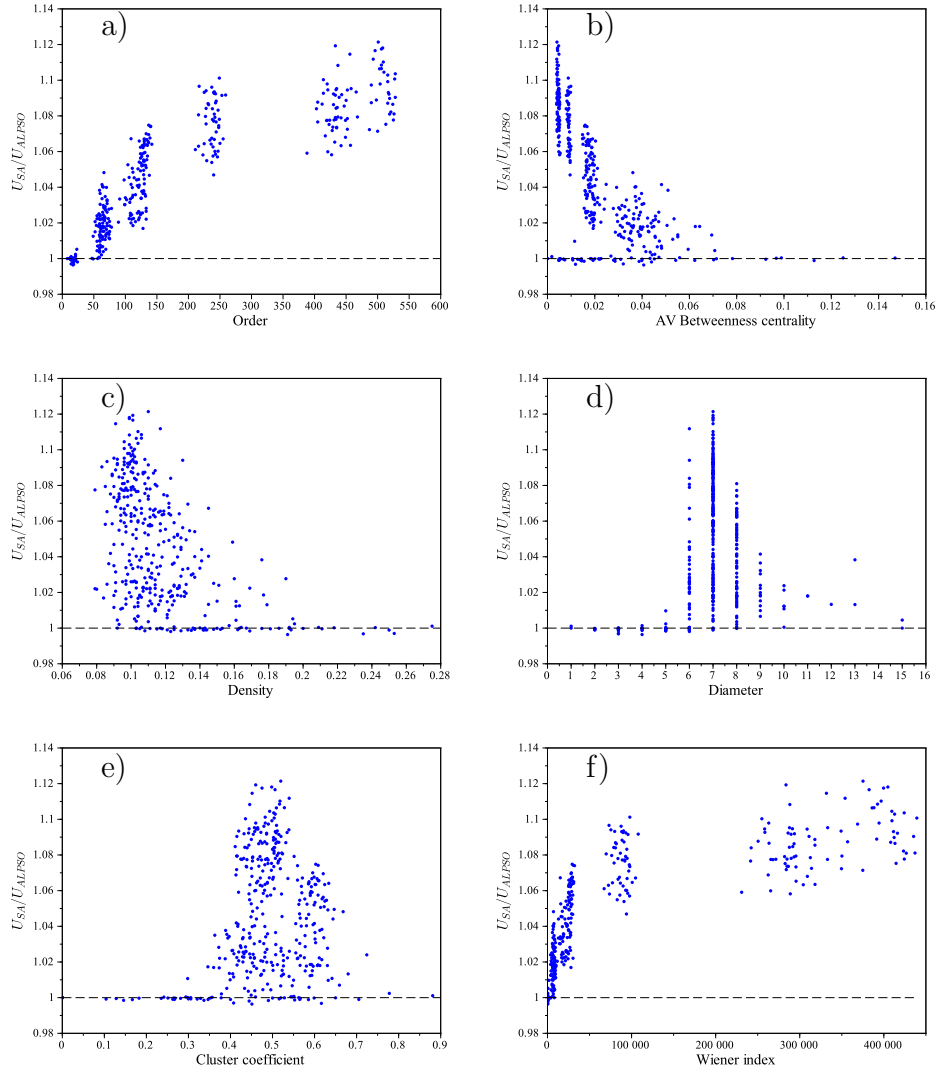 a)
1.14
1.12
1.1
1.08
1.06
1.04
1.02
1
0.98
U_SA/U_ALPSO
0 50 100 150 200 250 300 350 400 450 500 550 600
Order
b)
1.14
1.12
1.1
1.08
1.06
1.04
1.02
1
0.98
U_SA/U_ALPSO
0 0.02 0.04 0.06 0.08 0.1 0.12 0.14 0.16
AV Betweenness centrality
c)
1.14
1.12
1.1
1.08
1.06
1.04
1.02
1
0.98
U_SA/U_ALPSO
0.06 0.08 0.1 0.12 0.14 0.16 0.18 0.2 0.22 0.24 0.26 0.28
Density
d)
1.14
1.12
1.1
1.08
1.06
1.04
1.02
1
0.98
U_SA/U_ALPSO
0 1 2 3 4 5 6 7 8 9 10 11 12 13 14 15 16
Diameter
e)
1.14
1.12
1.1
1.08
1.06
1.04
1.02
1
0.98
U_SA/U_ALPSO
0 0.1 0.2 0.3 0.4 0.5 0.6 0.7 0.8 0.9
Cluster coefficient
f)
1.14
1.12
1.1
1.08
1.06
1.04
1.02
1
0.98
U_SA/U_ALPSO
0 100 000 200 000 300 000 400 000
Wiener index